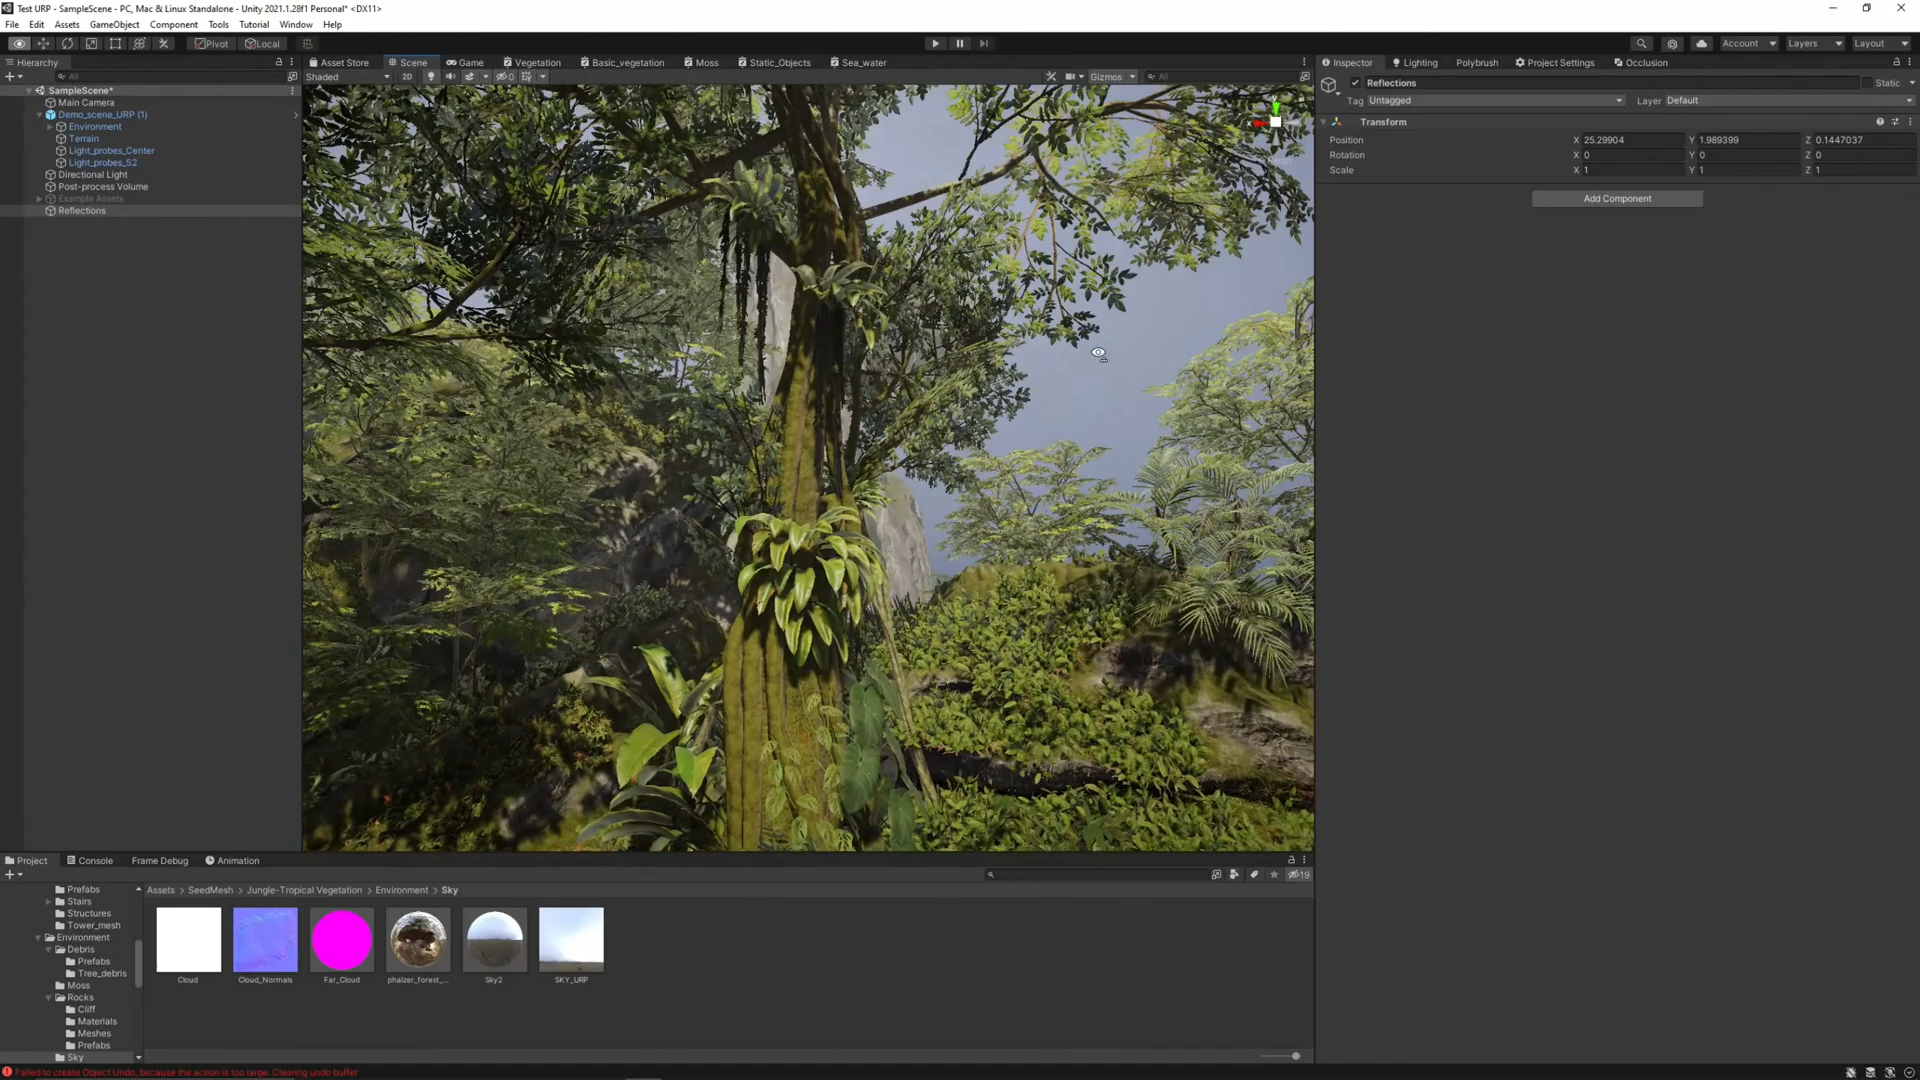 Test URP - SampleScene - PC, Mac & Linux Standalone - Unity 2021.1.28f1 Personal* <DX11>
File Edit Assets GameObject Component Tools Tutorial Window Help
Pivot Local Account Layers Layout
Hierarchy
All
SampleScene*
Main Camera
Demo_scene_URP (1)
Environment
Terrain
Light_probes_Center
Light_probes_S2
Directional Light
Post-process Volume
Example Assets
Reflections
Asset Store Scene Game Vegetation Basic_vegetation Moss Static_Objects Sea_water
Shaded 2D 0 Gizmos All
x
Inspector Lighting Polybrush Project Settings Occlusion
Reflections Static
Tag Untagged Layer Default
Transform
Position X 25.29904 Y 1.989399 Z 0.1447037
Rotation X 0 Y 0 Z 0
Scale X 1 Y 1 Z 1
Add Component
Project Console Frame Debug Animation
19
Prefabs
Stairs
Structures
Tower_mesh
Environment
Debris
Prefabs
Tree_debris
Moss
Rocks
Cliff
Materials
Meshes
Prefabs
Sky
Assets > SeedMesh > Jungle-Tropical Vegetation > Environment > Sky
Cloud Cloud_Normals Far_Cloud phalzer_forest_... Sky2 SKY_URP
Failed to create Object Undo, because the action is too large. Clearing undo buffer